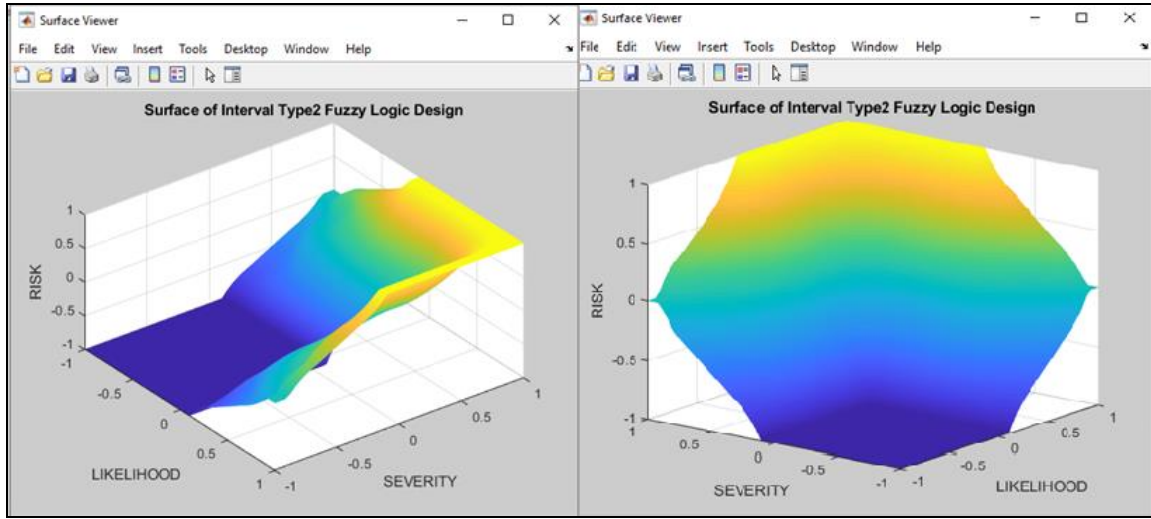 Surface Viewer
File Edit View Insert Tools Desktop Window Help
Surface of Interval Type2 Fuzzy Logic Design
1
0.5
0
-0.5
-1
RISK
-1
-0.5
0
0.5
1
LIKELIHOOD
-1
-0.5
0
0.5
1
SEVERITY
Surface Viewer
File Edit View Insert Tools Desktop Window Help
Surface of Interval Type2 Fuzzy Logic Design
1
0.5
0
-0.5
-1
RISK
1
0.5
0
-0.5
-1
SEVERITY
-1
-0.5
0
0.5
1
LIKELIHOOD